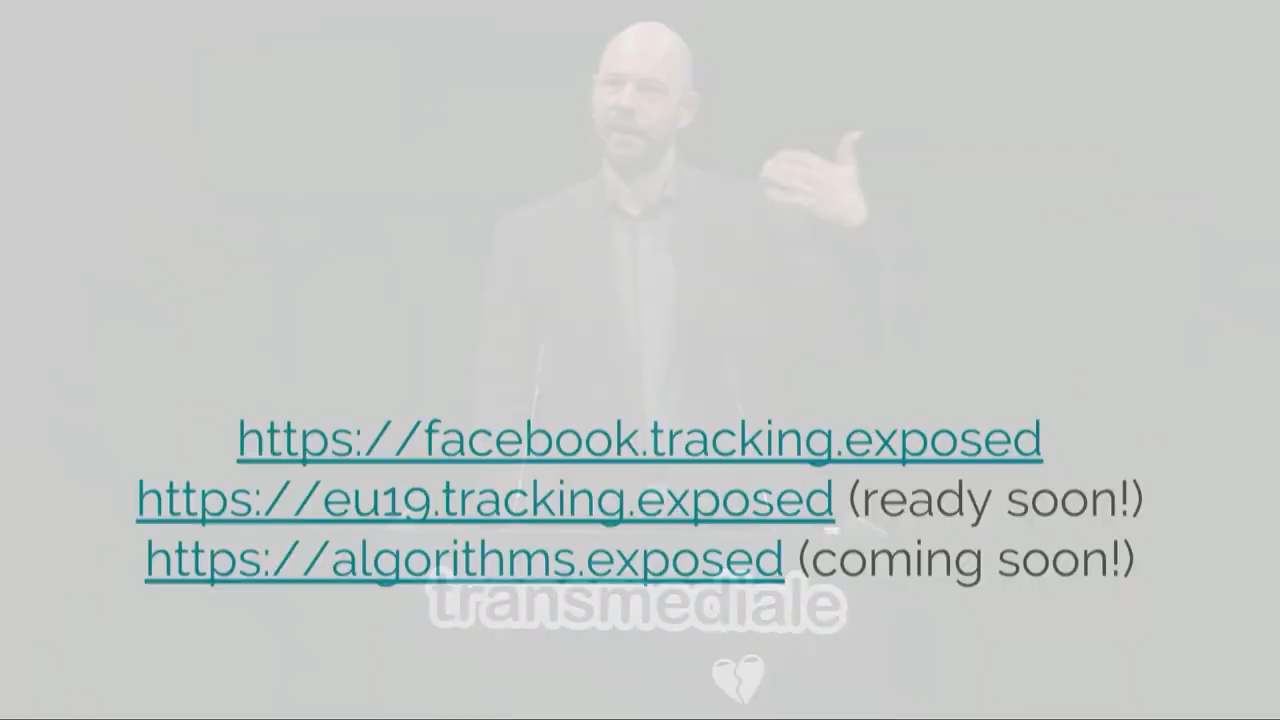 https://facebook.tracking.exposed
https://eu19.tracking.exposed (ready soon!)
https://algorithms.exposed (coming soon!)
transmediale